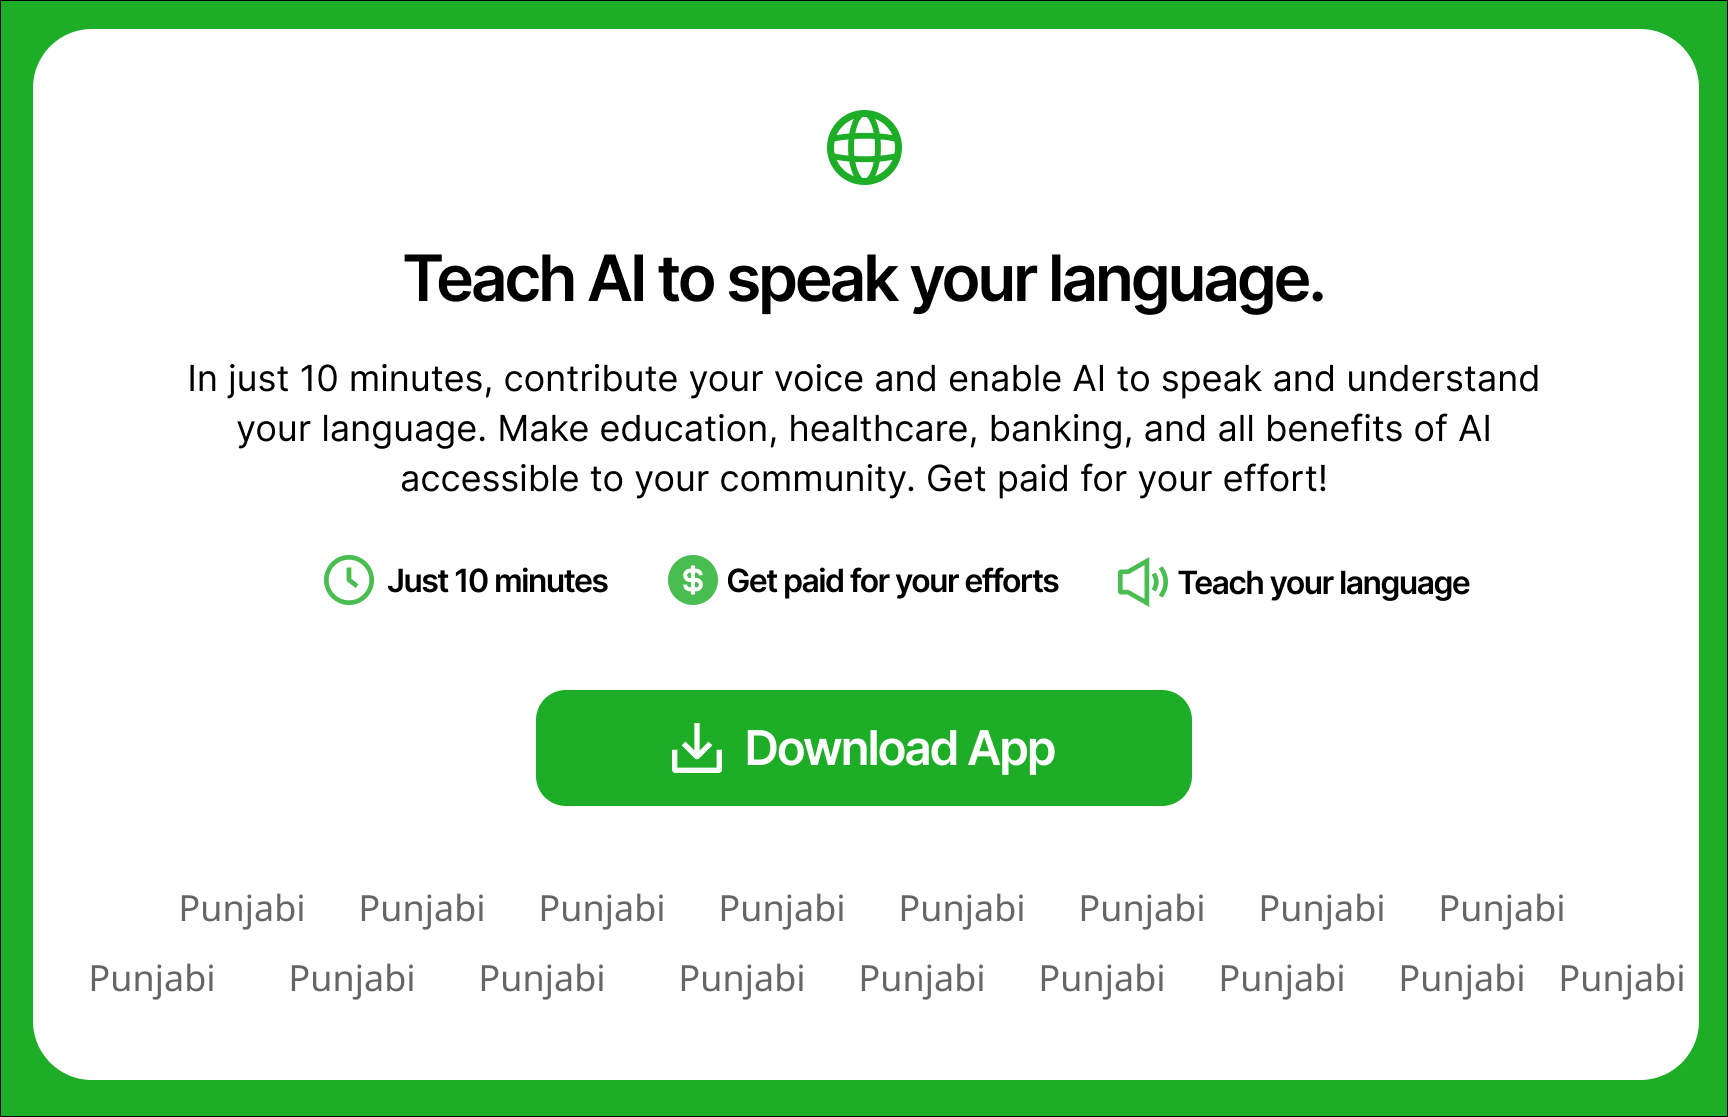 Teach AI to speak your language.
In just 10 minutes, contribute your voice and enable AI to speak and understand
your language. Make education, healthcare, banking, and all benefits of AI
accessible to your community. Get paid for your effort!
Just 10 minutes $ Get paid for your efforts Teach your language
Download App
Punjabi Punjabi Punjabi Punjabi Punjabi Punjabi Punjabi Punjabi
Punjabi Punjabi Punjabi Punjabi Punjabi Punjabi Punjabi Punjabi Punjabi